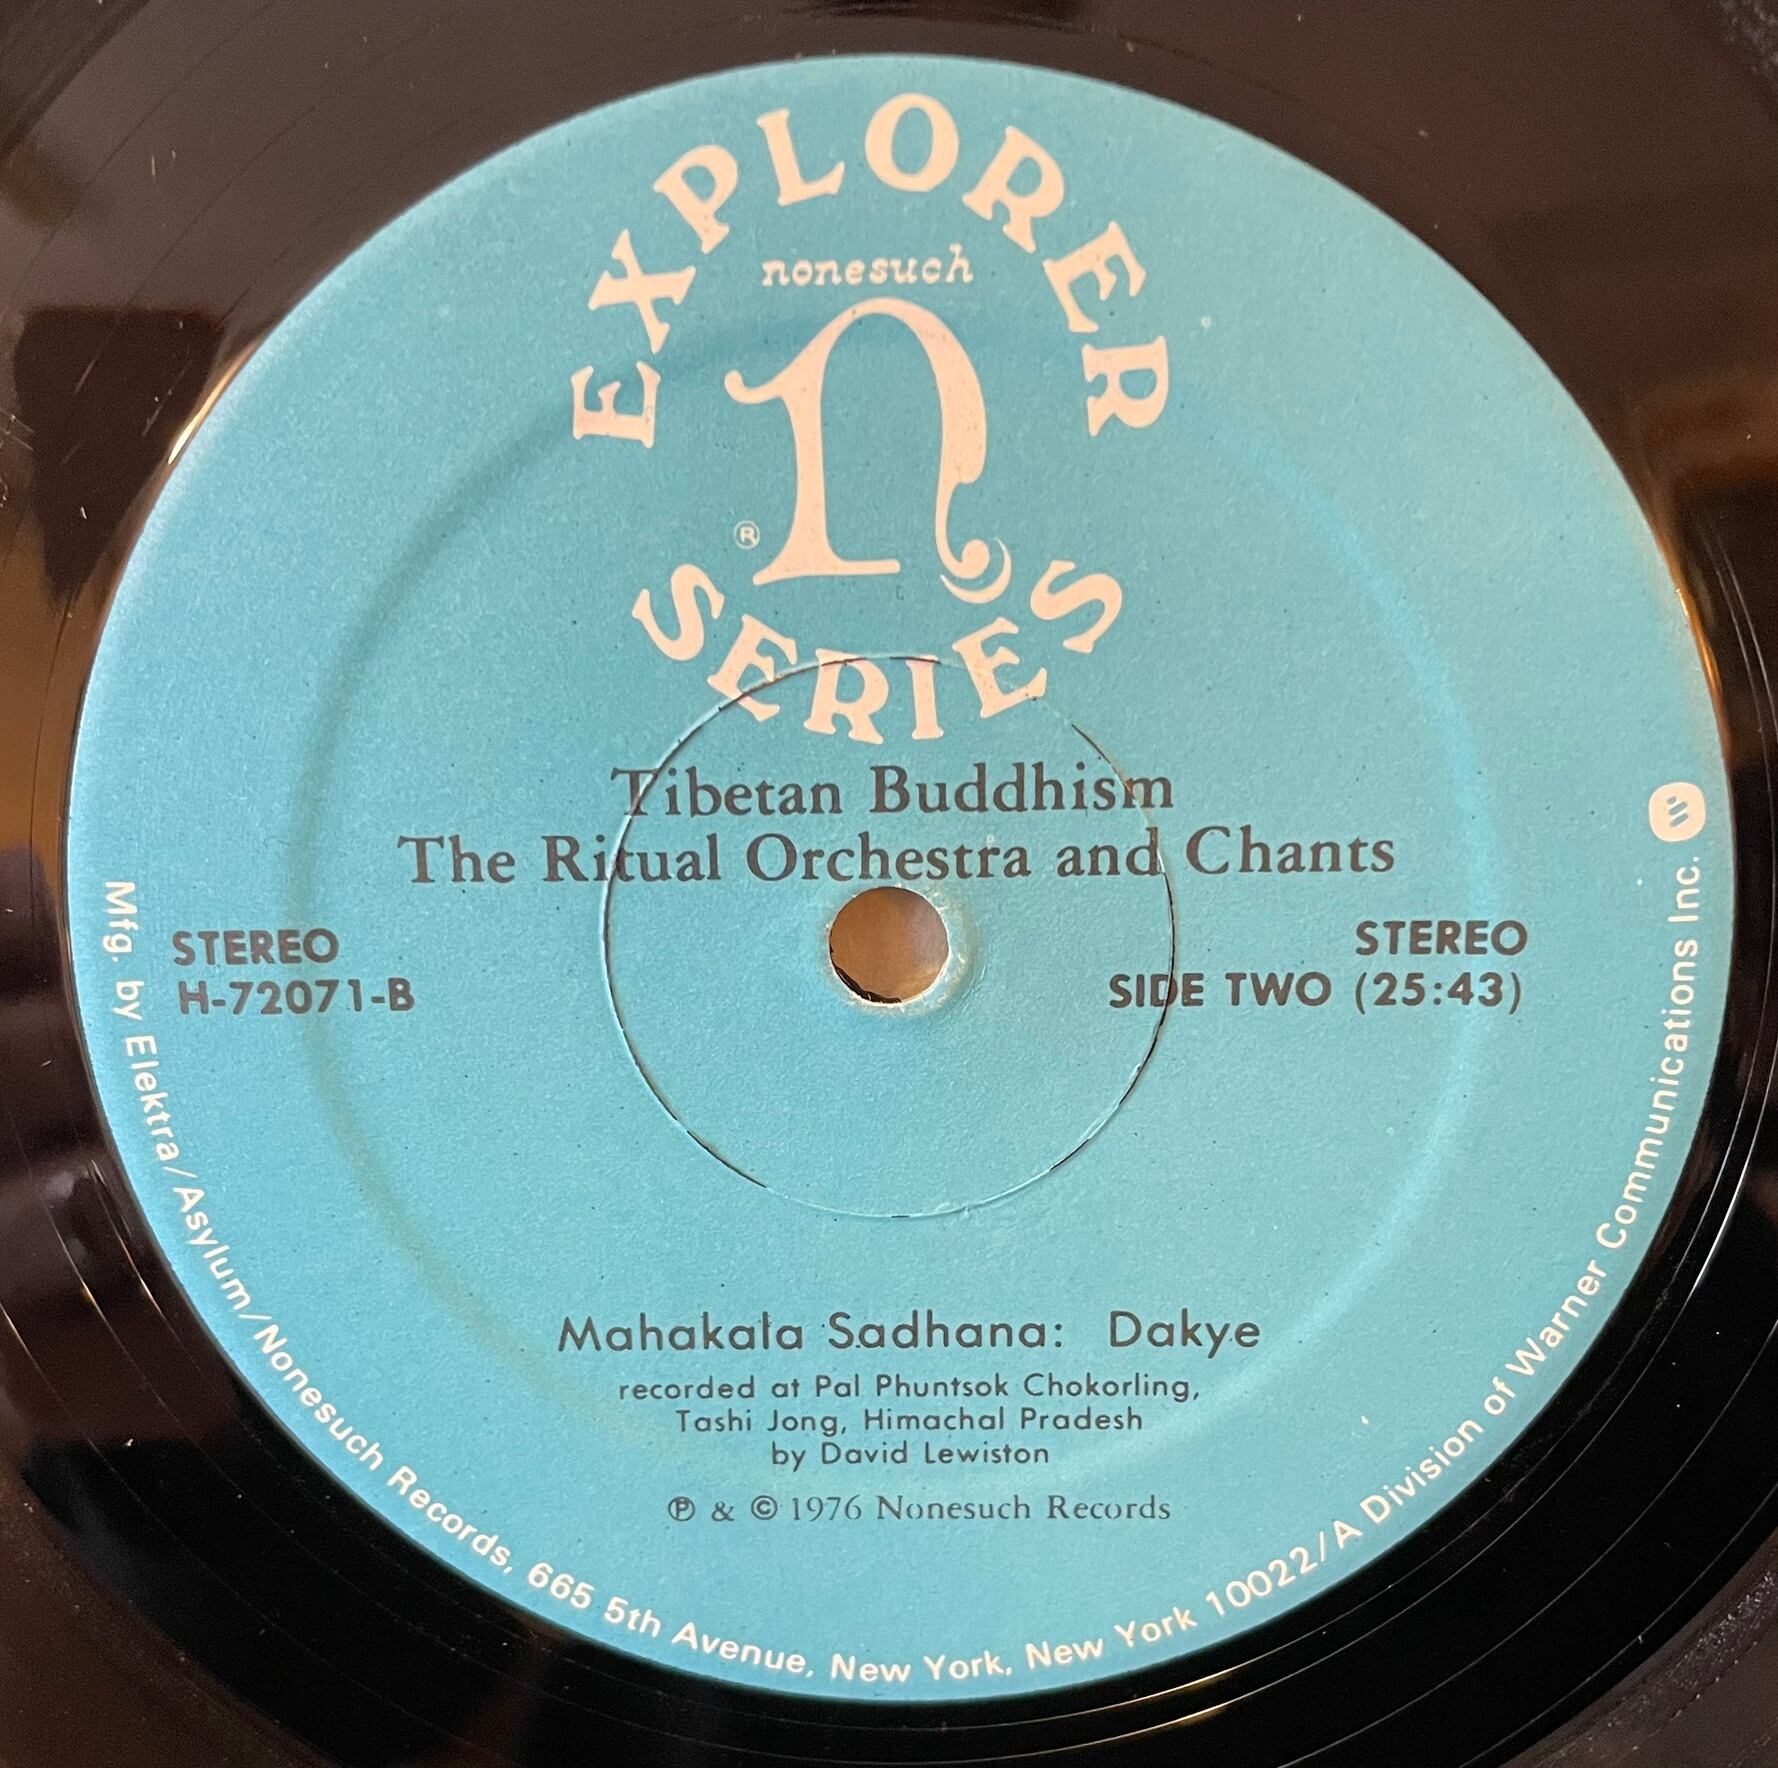 EXPLORER
nonesuch
n
®
SERIES
Tibetan Buddhism
The Ritual Orchestra and Chants
STEREO
H-72071-B
STEREO
SIDE TWO (25:43)
Mahakala Sadhana: Dakye
recorded at Pal Phuntsok Chokorling,
Tashi Jong, Himachal Pradesh
by David Lewiston
℗ & © 1976 Nonesuch Records
Mfg. by Elektra/Asylum/Nonesuch Records, 665 5th Avenue, New York, New York 10022/A Division of Warner Communications Inc.